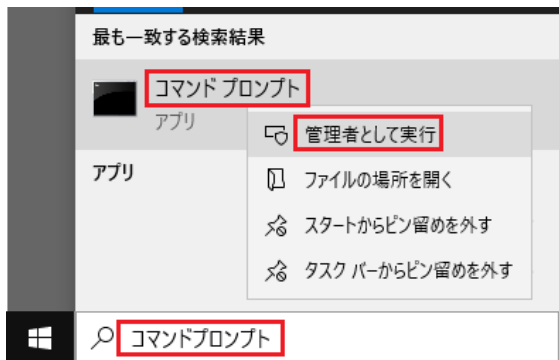 最も一致する検索結果
コマンド プロンプト
アプリ
管理者として実行
アプリ
ファイルの場所を開く
スタートからピン留めを外す
タスク バーからピン留めを外す
コマンドプロンプト